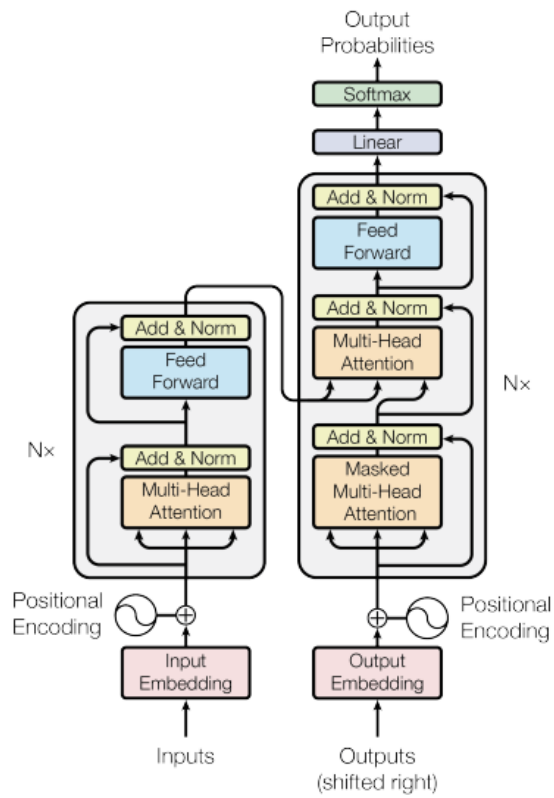 Output
Probabilities
Softmax
Linear
Add & Norm
Feed
Forward
Add & Norm
Multi-Head
Attention
Add & Norm
Masked
Multi-Head
Attention
N×
Add & Norm
Feed
Forward
Add & Norm
Multi-Head
Attention
N×
Positional
Encoding
Positional
Encoding
Input
Embedding
Output
Embedding
Inputs
Outputs
(shifted right)